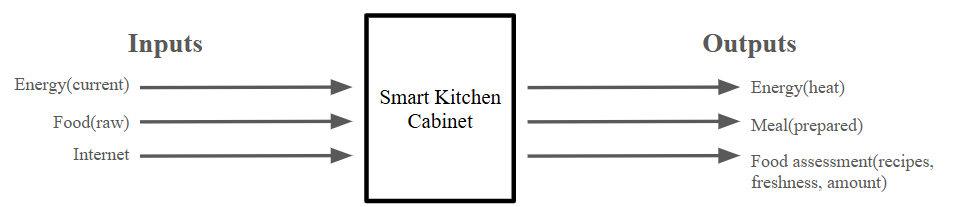 Inputs
Energy(current)
Food(raw)
Internet
Smart Kitchen
Cabinet
Outputs
Energy(heat)
Meal(prepared)
Food assessment(recipes,
freshness, amount)